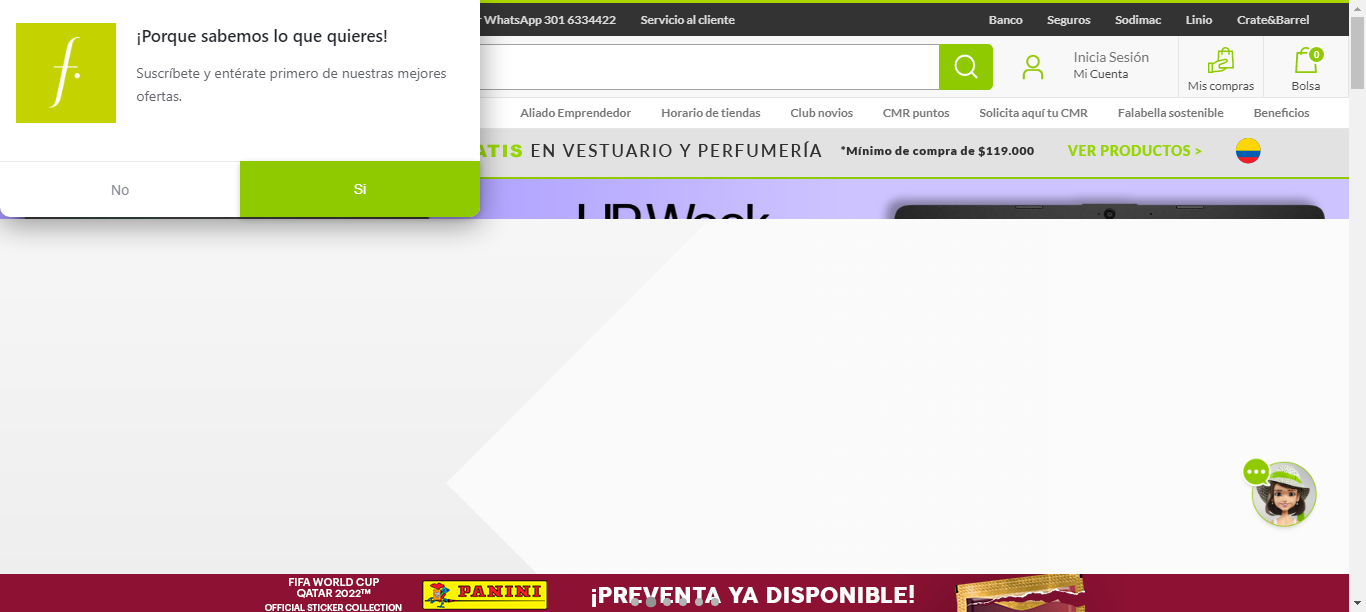 ¡Porque sabemos lo que quieres!
Suscríbete y entérate primero de nuestras mejores
ofertas.
No
Si
WhatsApp 301 6334422
Servicio al cliente
Banco
Seguros
Sodimac
Linio
Crate&Barrel
Inicia Sesión
Mi Cuenta
Mis compras
0
Bolsa
Aliado Emprendedor
Horario de tiendas
Club novios
CMR puntos
Solicita aquí tu CMR
Falabella sostenible
Beneficios
ATIS EN VESTUARIO Y PERFUMERÍA
*Mínimo de compra de $119.000
VER PRODUCTOS >
HP Week
FIFA WORLD CUP
QATAR 2022™
OFFICIAL STICKER COLLECTION
PANINI
¡PREVENTA YA DISPONIBLE!